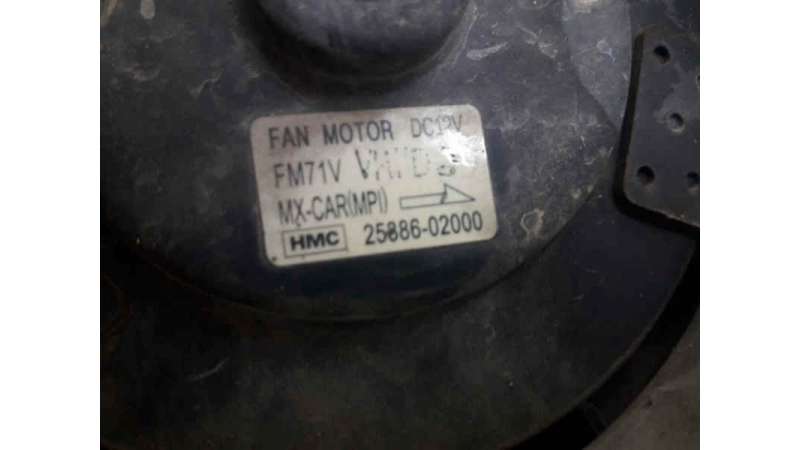 FAN MOTOR DC12V
FM71V
MX-CAR(MPI)
HMC 25886-02000